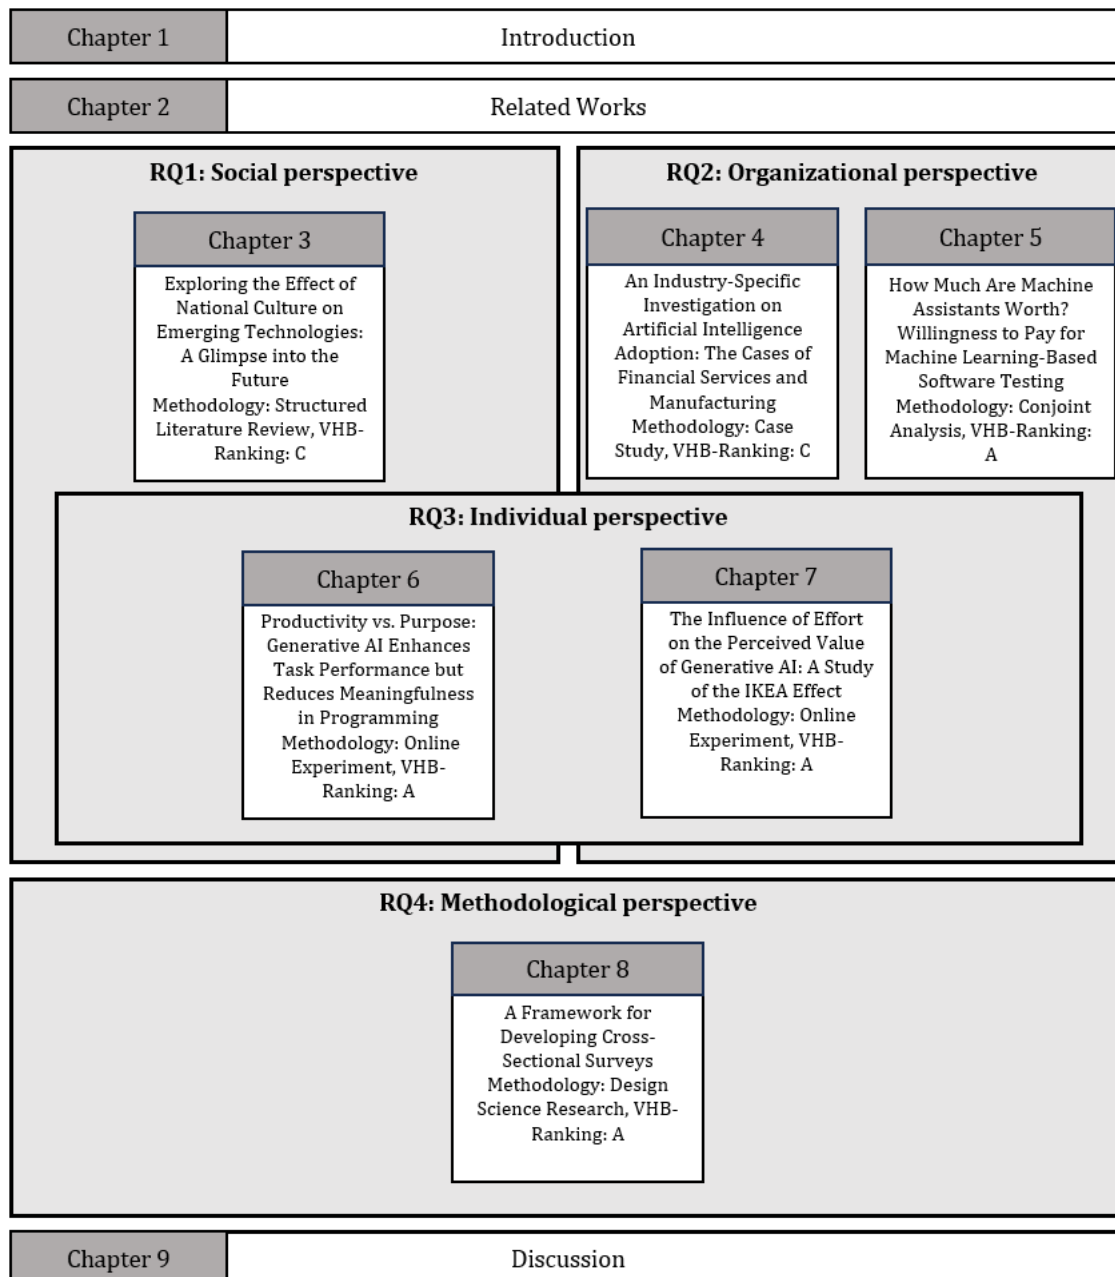 Chapter 1
Introduction
Chapter 2
Related Works
RQ1: Social perspective
Chapter 3
Exploring the Effect of
National Culture on
Emerging Technologies:
A Glimpse into the
Future
Methodology: Structured
Literature Review, VHB-
Ranking: C
RQ2: Organizational perspective
Chapter 4
An Industry-Specific
Investigation on
Artificial Intelligence
Adoption: The Cases of
Financial Services and
Manufacturing
Methodology: Case
Study, VHB-Ranking: C
Chapter 5
How Much Are Machine
Assistants Worth?
Willingness to Pay for
Machine Learning-Based
Software Testing
Methodology: Conjoint
Analysis, VHB-Ranking:
A
RQ3: Individual perspective
Chapter 6
Productivity vs. Purpose:
Generative AI Enhances
Task Performance but
Reduces Meaningfulness
in Programming
Methodology: Online
Experiment, VHB-
Ranking: A
Chapter 7
The Influence of Effort
on the Perceived Value
of Generative AI: A Study
of the IKEA Effect
Methodology: Online
Experiment, VHB-
Ranking: A
RQ4: Methodological perspective
Chapter 8
A Framework for
Developing Cross-
Sectional Surveys
Methodology: Design
Science Research, VHB-
Ranking: A
Chapter 9
Discussion